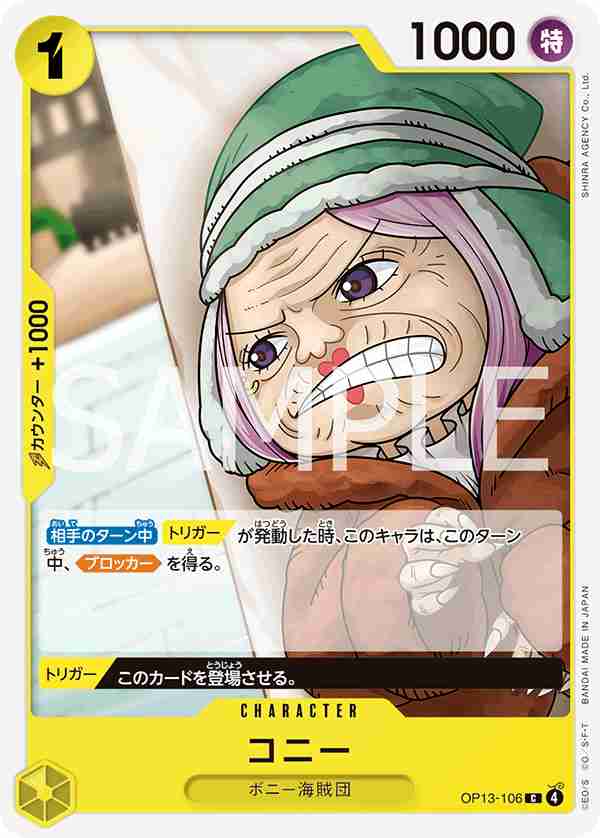 1
1000
特
SHINRA AGENCY Co., Ltd.
カウンター +1000
SAMPLE
相手のターン中 トリガー が発動した時、このキャラは、このターン
中、 ブロッカー を得る。
トリガー このカードを登場させる。
CHARACTER
コニー
ボニー海賊団
OP13-106 C 4
©E.O/S ©O/S・F・T BANDAI MADE IN JAPAN